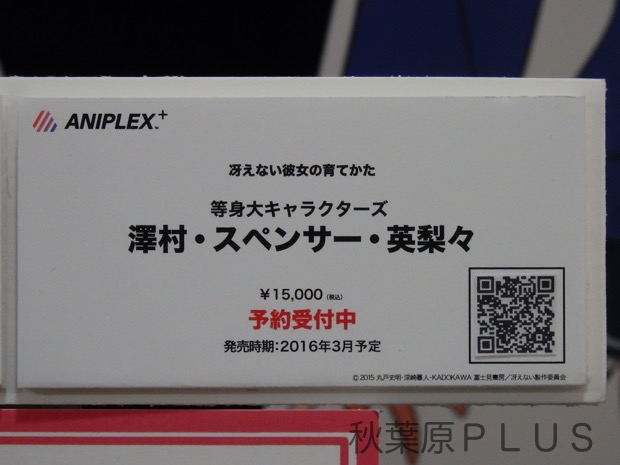 ANIPLEX+
冴えない彼女の育てかた
等身大キャラクターズ
澤村・スペンサー・英梨々
¥15,000(税込)
予約受付中
発売時期：2016年3月予定
©2015 丸戸史明・深崎暮人・KADOKAWA 富士見書房／冴えない製作委員会
秋葉原PLUS